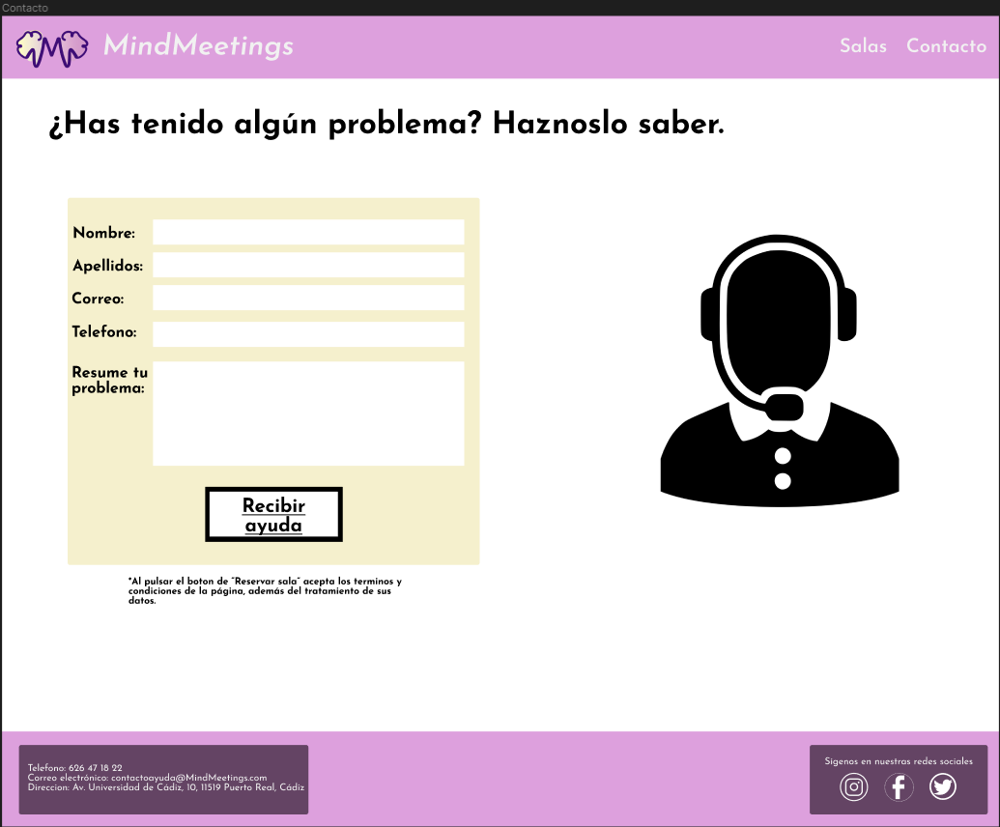 Contacto
MindMeetings
Salas Contacto
¿Has tenido algún problema? Haznoslo saber.
Nombre:
Apellidos:
Correo:
Telefono:
Resume tu
problema:
Recibir
ayuda
*Al pulsar el boton de "Reservar sala" acepta los terminos y
condiciones de la página, además del tratamiento de sus
datos.
Telefono: 626 47 18 22
Correo electrónico: contactoayuda@MindMeetings.com
Direccion: Av. Universidad de Cádiz, 10, 11519 Puerto Real, Cádiz
Sigenos en nuestras redes sociales